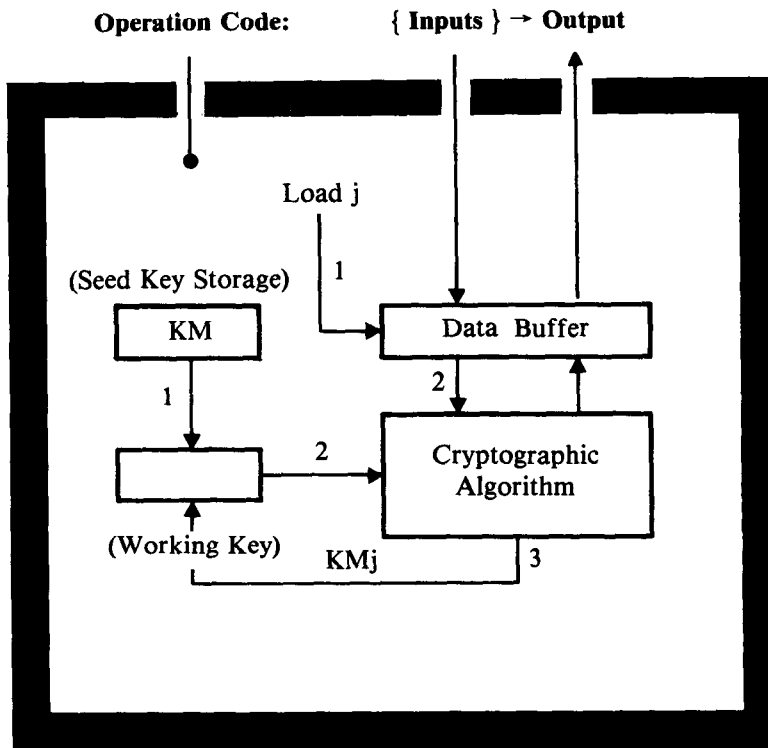 Operation Code: { Inputs } → Output
Load j
1
(Seed Key Storage)
KM
Data Buffer
1
2
2
Cryptographic
Algorithm
(Working Key)
KMj
3